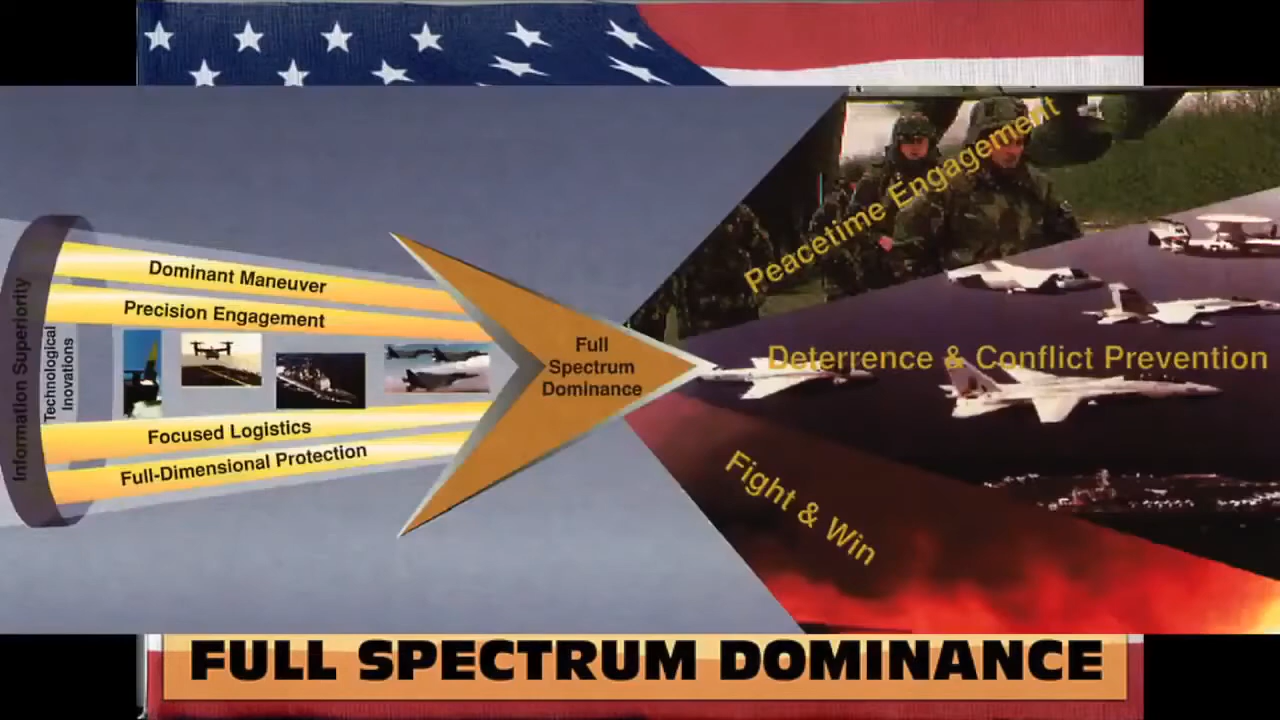 Information Superiority
Technological
Inovations
Dominant Maneuver
Precision Engagement
Focused Logistics
Full-Dimensional Protection
Full
Spectrum
Dominance
Peacetime Engagement
Deterrence & Conflict Prevention
Fight & Win
FULL SPECTRUM DOMINANCE